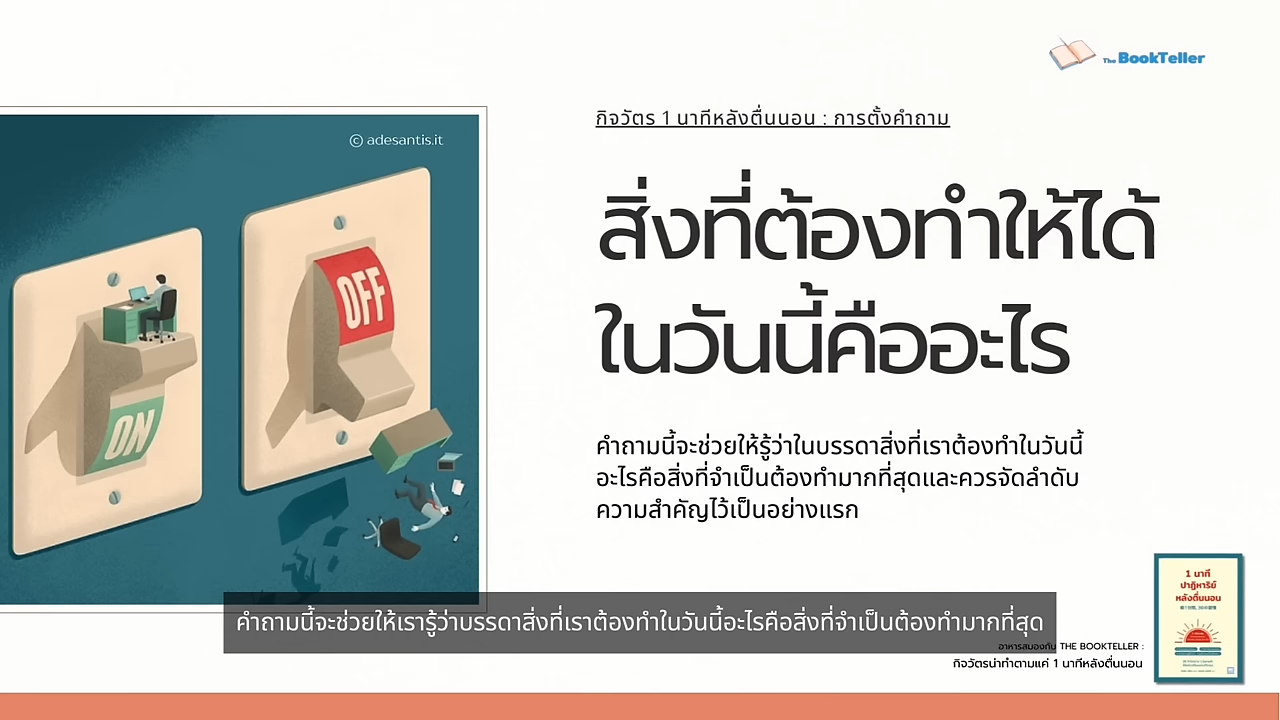 The BookTeller
กิจวัตร 1 นาทีหลังตื่นนอน : การตั้งคำถาม
© adesantis.it
สิ่งที่ต้องทำให้ได้
ในวันนี้คืออะไร
OFF
ON
คำถามนี้จะช่วยให้รู้ว่าในบรรดาสิ่งที่เราต้องทำในวันนี้
อะไรคือสิ่งที่จำเป็นต้องทำมากที่สุดและควรจัดลำดับ
ความสำคัญไว้เป็นอย่างแรก
1 นาที
ปาฏิหาริย์
หลังตื่นนอน
คำถามนี้จะช่วยให้เรารู้ว่าบรรดาสิ่งที่เราต้องทำในวันนี้อะไรคือสิ่งที่จำเป็นต้องทำมากที่สุด
อาหารสมองกับ THE BOOKTELLER :
กิจวัตรน่าทำตามแค่ 1 นาทีหลังตื่นนอน